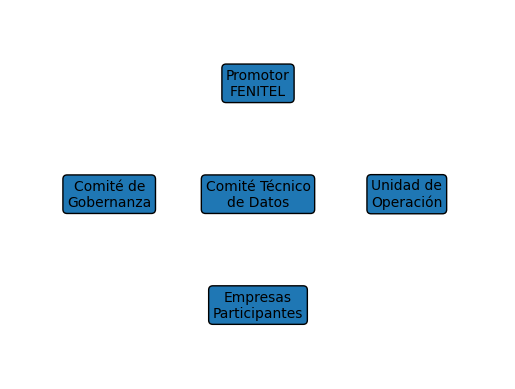 Promotor
FENITEL
Comité de
Gobernanza
Comité Técnico
de Datos
Unidad de
Operación
Empresas
Participantes